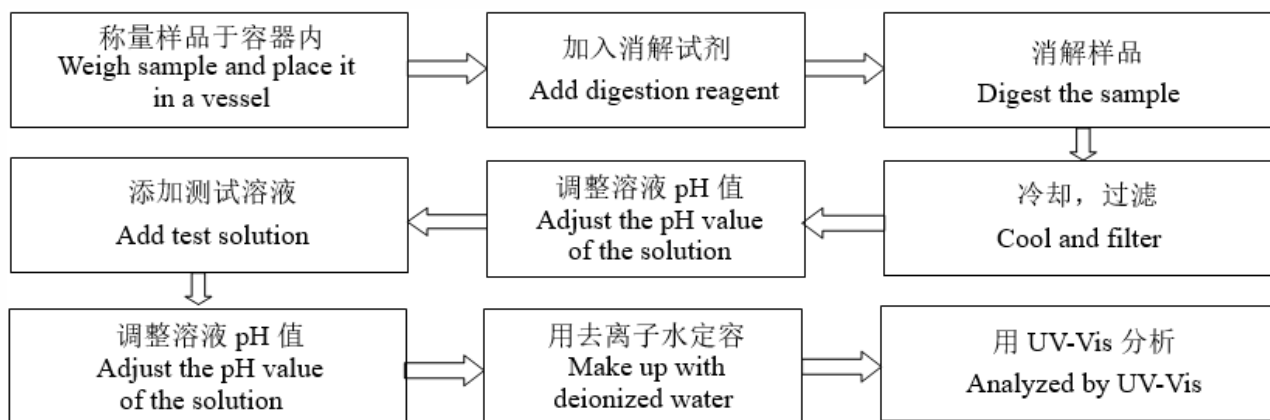 称量样品于容器内
Weigh sample and place it
in a vessel
加入消解试剂
Add digestion reagent
消解样品
Digest the sample
冷却，过滤
Cool and filter
调整溶液 pH 值
Adjust the pH value
of the solution
添加测试溶液
Add test solution
调整溶液 pH 值
Adjust the pH value
of the solution
用去离子水定容
Make up with
deionized water
用 UV-Vis 分析
Analyzed by UV-Vis